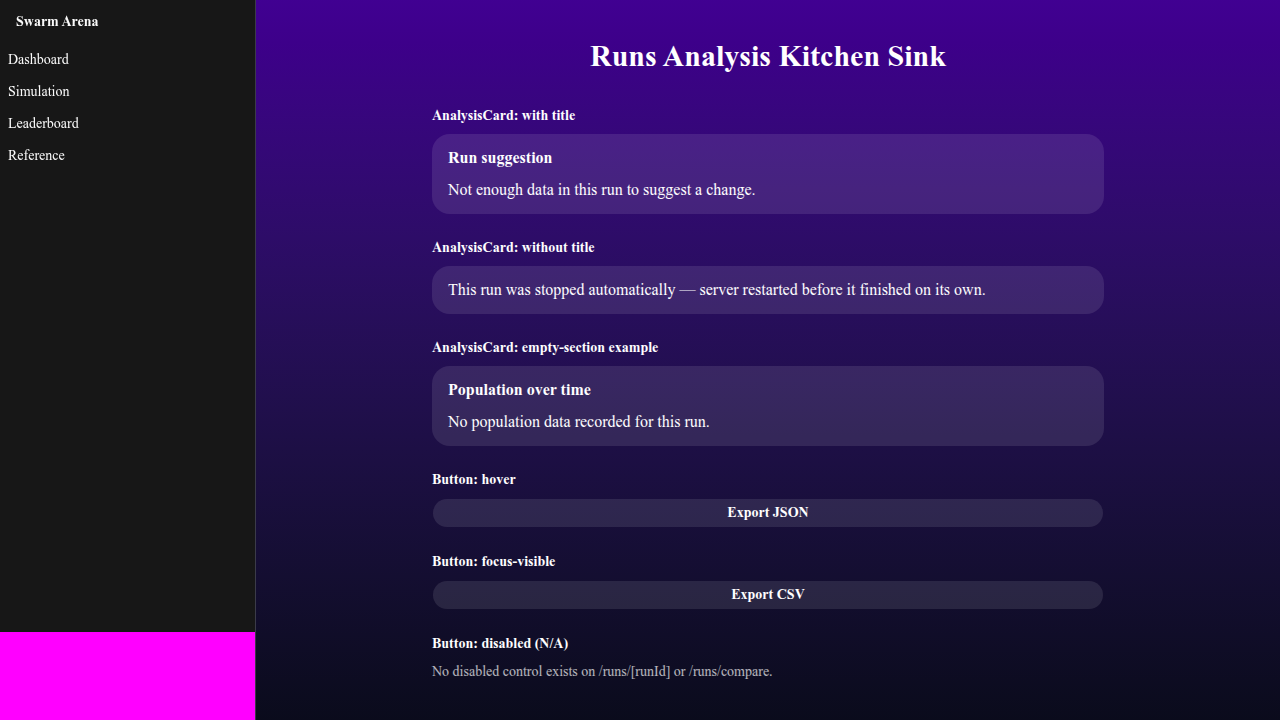 Swarm Arena
Dashboard
Simulation
Leaderboard
Reference
Runs Analysis Kitchen Sink
AnalysisCard: with title
Run suggestion
Not enough data in this run to suggest a change.
AnalysisCard: without title
This run was stopped automatically — server restarted before it finished on its own.
AnalysisCard: empty-section example
Population over time
No population data recorded for this run.
Button: hover
Export JSON
Button: focus-visible
Export CSV
Button: disabled (N/A)
No disabled control exists on /runs/[runId] or /runs/compare.